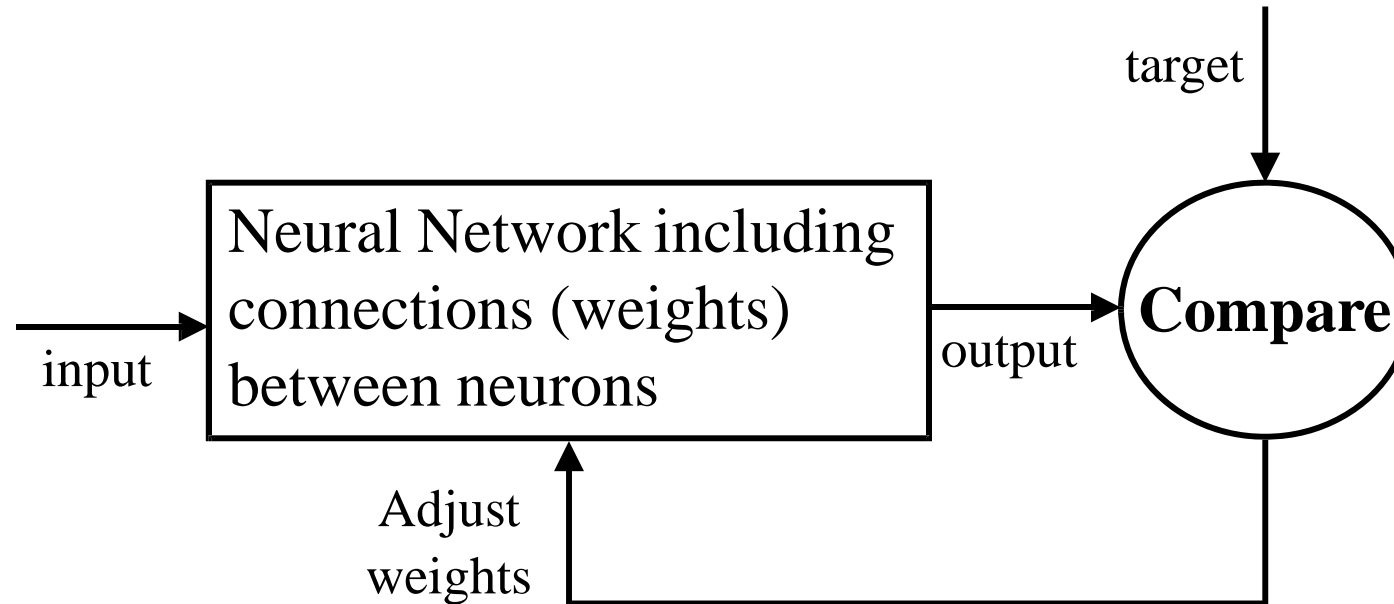 target
Neural Network including
connections (weights)
between neurons
Compare
input
output
Adjust
weights